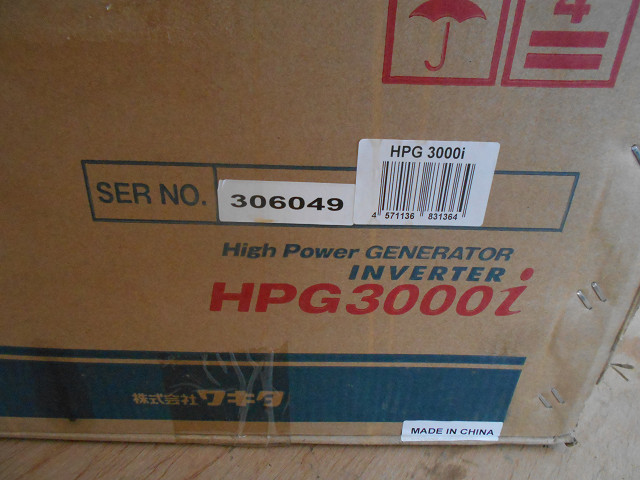 4
HPG 3000i
4 571136 831364
SER NO. 306049
High Power GENERATOR
INVERTER
HPG3000i
株式会社 ワキタ
MADE IN CHINA